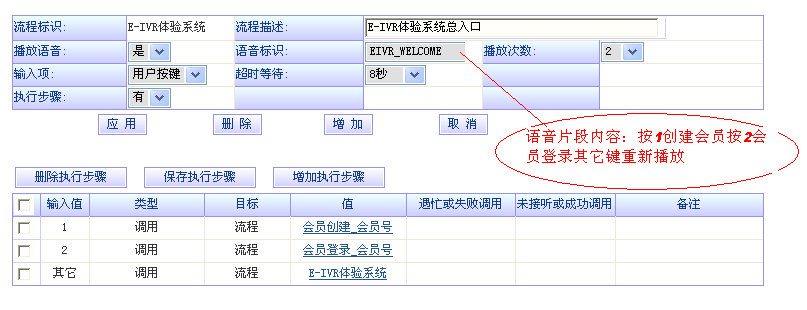 流程标识: E-IVR体验系统 流程描述: E-IVR体验系统总入口
播放语音: 是 语音标识: EIVR_WELCOME 播放次数: 2
输入项: 用户按键 超时等待: 8秒
执行步骤: 有
应 用 删 除 增 加 取 消
语音片段内容：按1创建会员按2会
员登录其它键重新播放
删除执行步骤 保存执行步骤 增加执行步骤
输入值 类型 目标 值 遇忙或失败调用 未接听或成功调用 备注
1 调用 流程 会员创建_会员号
2 调用 流程 会员登录_会员号
其它 调用 流程 E-IVR体验系统